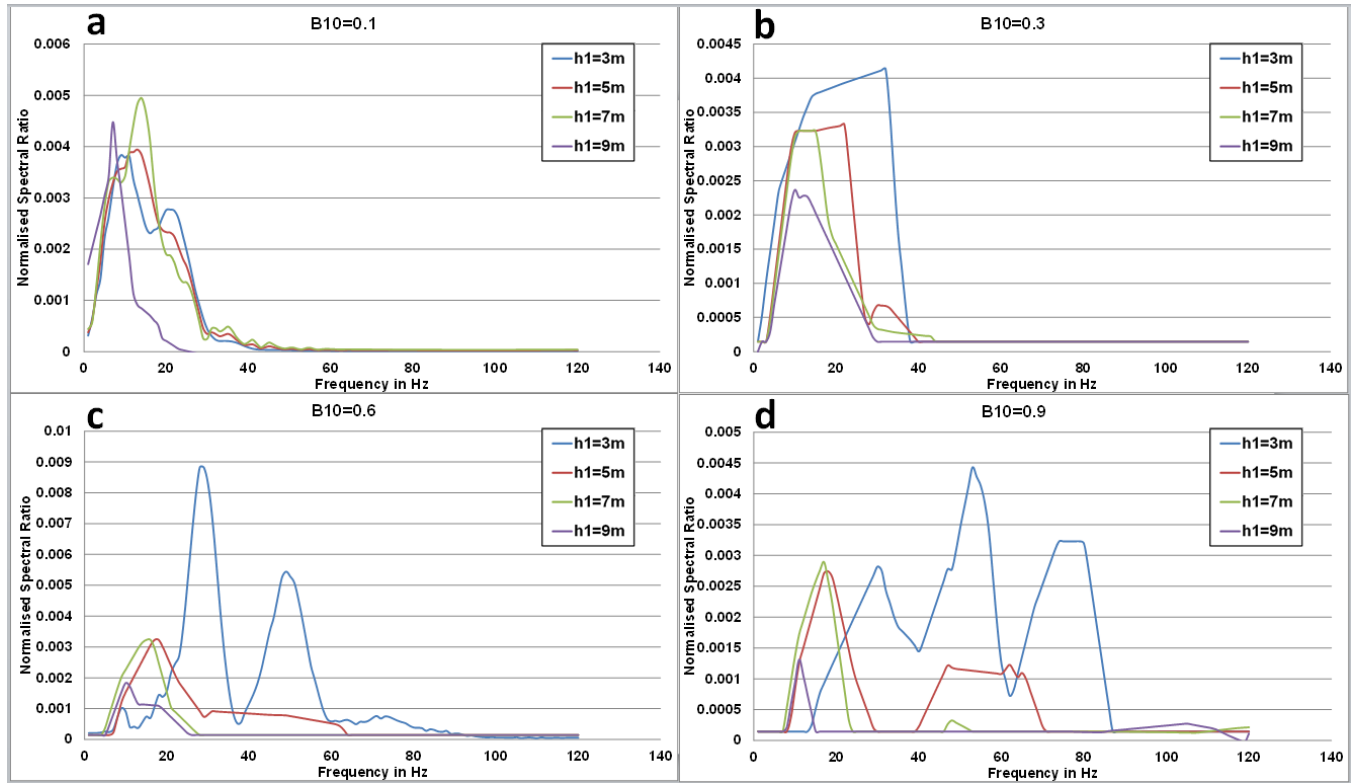 a
B10=0.1
0.006
0.005
0.004
0.003
0.002
0.001
0
Normalised Spectral Ratio
0 20 40 60 80 100 120 140
Frequency in Hz
h1=3m
h1=5m
h1=7m
h1=9m
b
B10=0.3
0.0045
0.004
0.0035
0.003
0.0025
0.002
0.0015
0.001
0.0005
0
Normalised Spectral Ratio
0 20 40 60 80 100 120 140
Frequency in Hz
h1=3m
h1=5m
h1=7m
h1=9m
c
B10=0.6
0.01
0.009
0.008
0.007
0.006
0.005
0.004
0.003
0.002
0.001
0
Normalised Spectral Ratio
0 20 40 60 80 100 120 140
Frequency in Hz
h1=3m
h1=5m
h1=7m
h1=9m
d
B10=0.9
0.005
0.0045
0.004
0.0035
0.003
0.0025
0.002
0.0015
0.001
0.0005
0
Normalised Spectral Ratio
0 20 40 60 80 100 120 140
Frequency in Hz
h1=3m
h1=5m
h1=7m
h1=9m